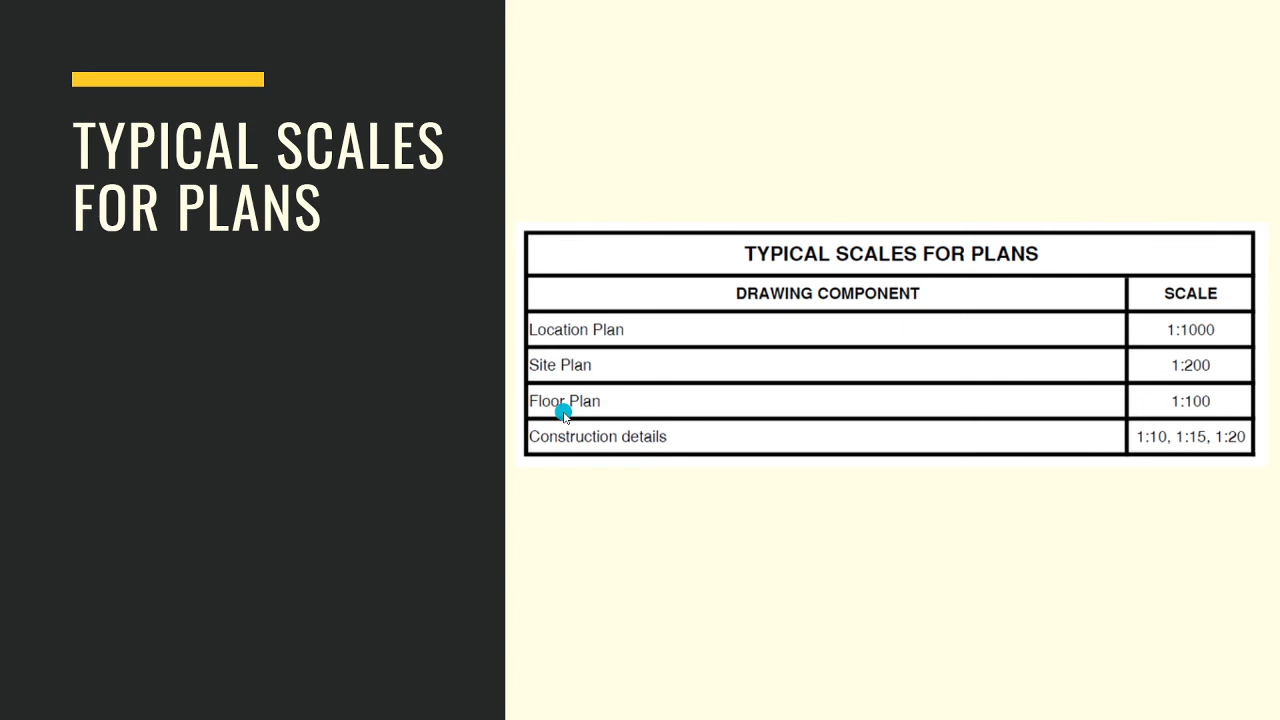 TYPICAL SCALES
FOR PLANS
TYPICAL SCALES FOR PLANS
DRAWING COMPONENT SCALE
Location Plan 1:1000
Site Plan 1:200
Floor Plan 1:100
Construction details 1:10, 1:15, 1:20